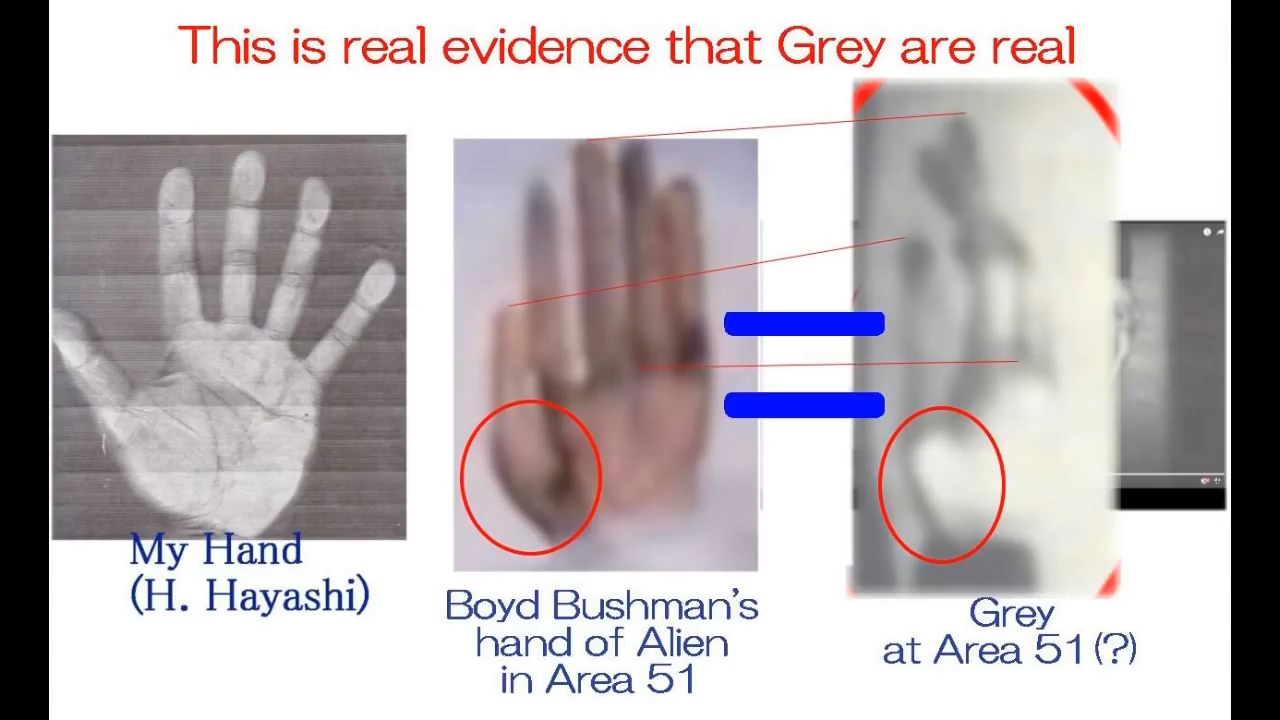 This is real evidence that Grey are real
My Hand
(H. Hayashi)
Boyd Bushman's
hand of Alien
in Area 51
Grey
at Area 51(?)